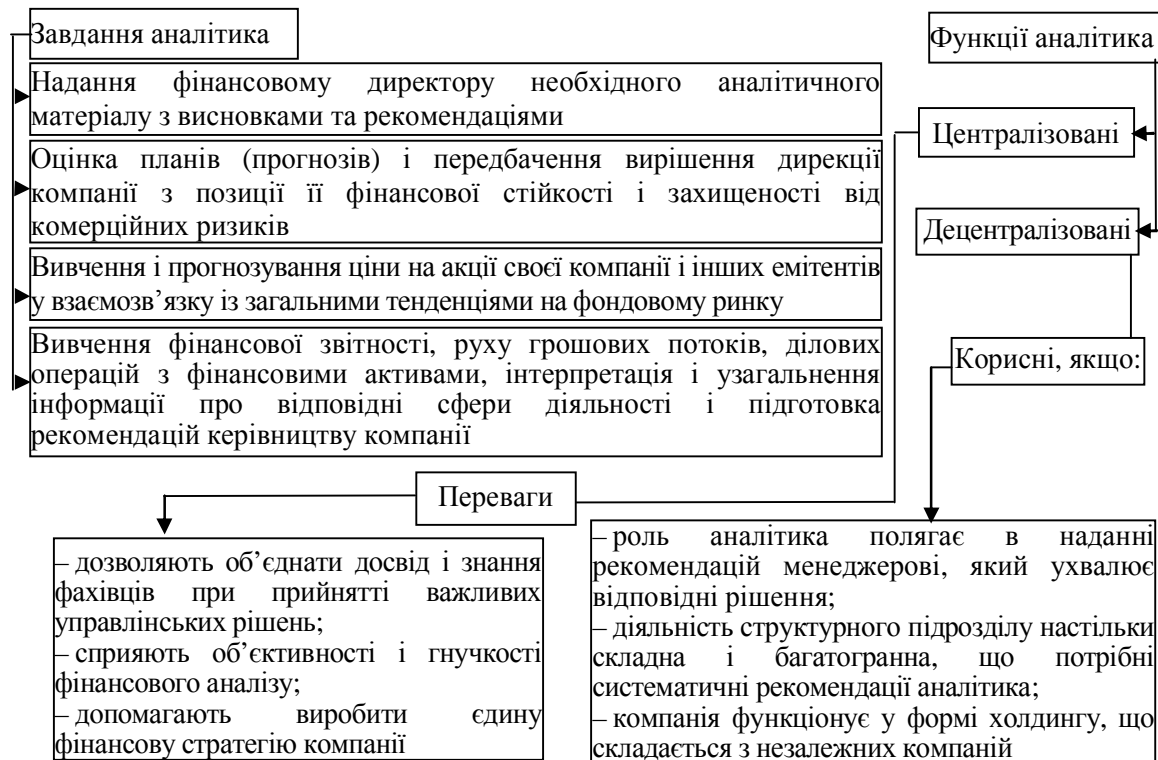 Завдання аналітика
Надання фінансовому директору необхідного аналітичного
матеріалу з висновками та рекомендаціями
Оцінка планів (прогнозів) і передбачення вирішення дирекції
компанії з позиції її фінансової стійкості і захищеності від
комерційних ризиків
Вивчення і прогнозування ціни на акції своєї компанії і інших емітентів
у взаємозв’язку із загальними тенденціями на фондовому ринку
Вивчення фінансової звітності, руху грошових потоків, ділових
операцій з фінансовими активами, інтерпретація і узагальнення
інформації про відповідні сфери діяльності і підготовка
рекомендацій керівництву компанії
Функції аналітика
Централізовані
Децентралізовані
Корисні, якщо:
Переваги
– дозволяють об’єднати досвід і знання
фахівців при прийнятті важливих
управлінських рішень;
– сприяють об’єктивності і гнучкості
фінансового аналізу;
– допомагають виробити єдину
фінансову стратегію компанії
– роль аналітика полягає в наданні
рекомендацій менеджерові, який ухвалює
відповідні рішення;
– діяльність структурного підрозділу настільки
складна і багатогранна, що потрібні
систематичні рекомендації аналітика;
– компанія функціонує у формі холдингу, що
складається з незалежних компаній